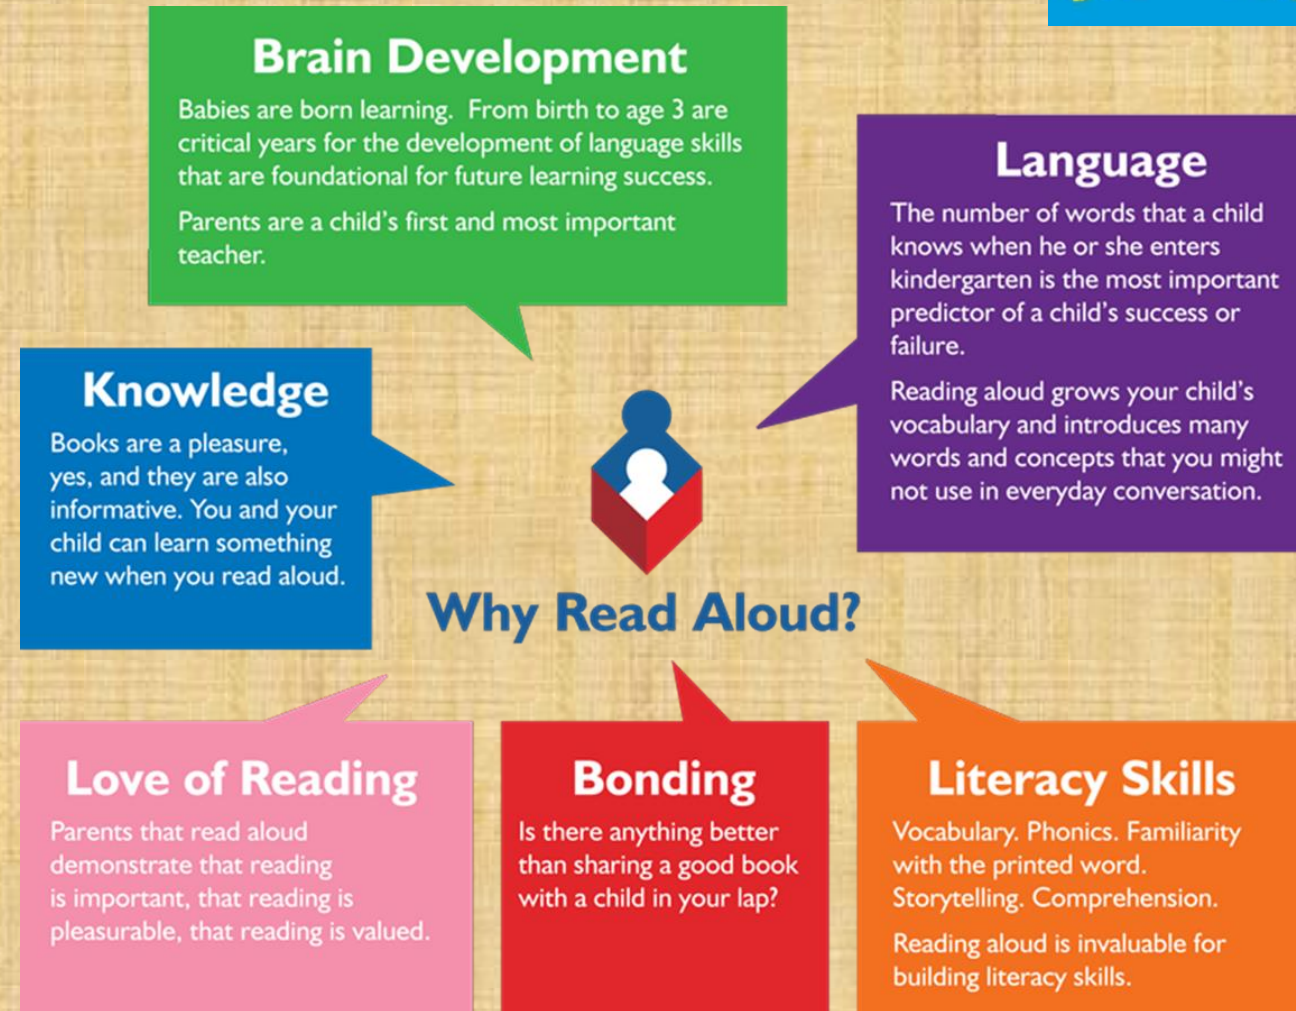 Brain Development
Babies are born learning.  From birth to age 3 are
critical years for the development of language skills
that are foundational for future learning success.
Parents are a child's first and most important
teacher.
Language
The number of words that a child
knows when he or she enters
kindergarten is the most important
predictor of a child's success or
failure.
Reading aloud grows your child's
vocabulary and introduces many
words and concepts that you might
not use in everyday conversation.
Knowledge
Books are a pleasure,
yes, and they are also
informative. You and your
child can learn something
new when you read aloud.
Why Read Aloud?
Love of Reading
Parents that read aloud
demonstrate that reading
is important, that reading is
pleasurable, that reading is valued.
Bonding
Is there anything better
than sharing a good book
with a child in your lap?
Literacy Skills
Vocabulary. Phonics. Familiarity
with the printed word.
Storytelling. Comprehension.
Reading aloud is invaluable for
building literacy skills.